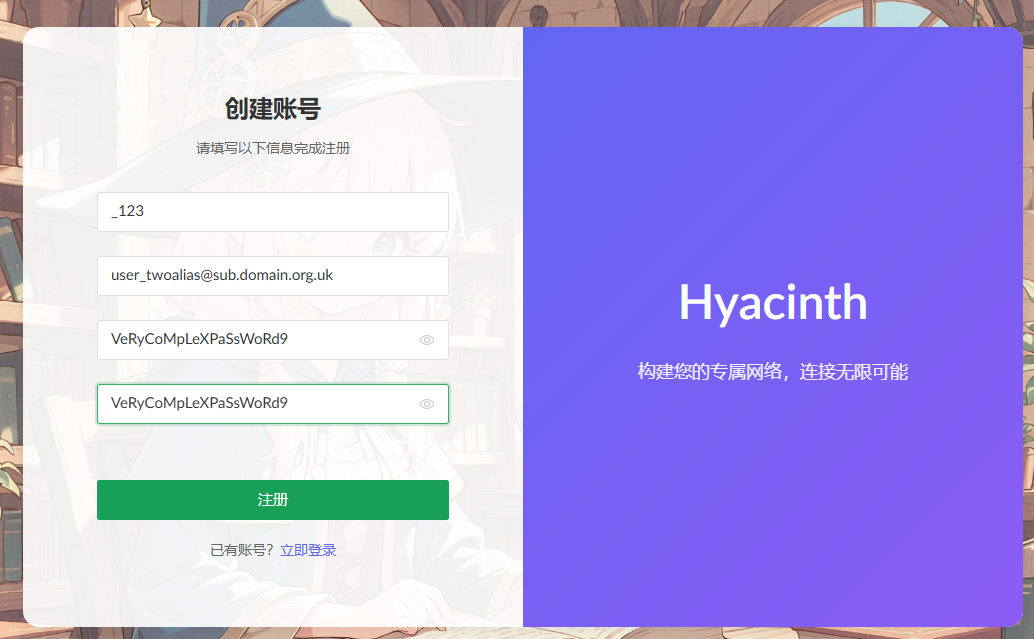 创建账号
请填写以下信息完成注册
_123
user_twoalias@sub.domain.org.uk
VeRyCoMpLeXPaSsWoRd9
VeRyCoMpLeXPaSsWoRd9
注册
已有账号？立即登录
Hyacinth
构建您的专属网络，连接无限可能